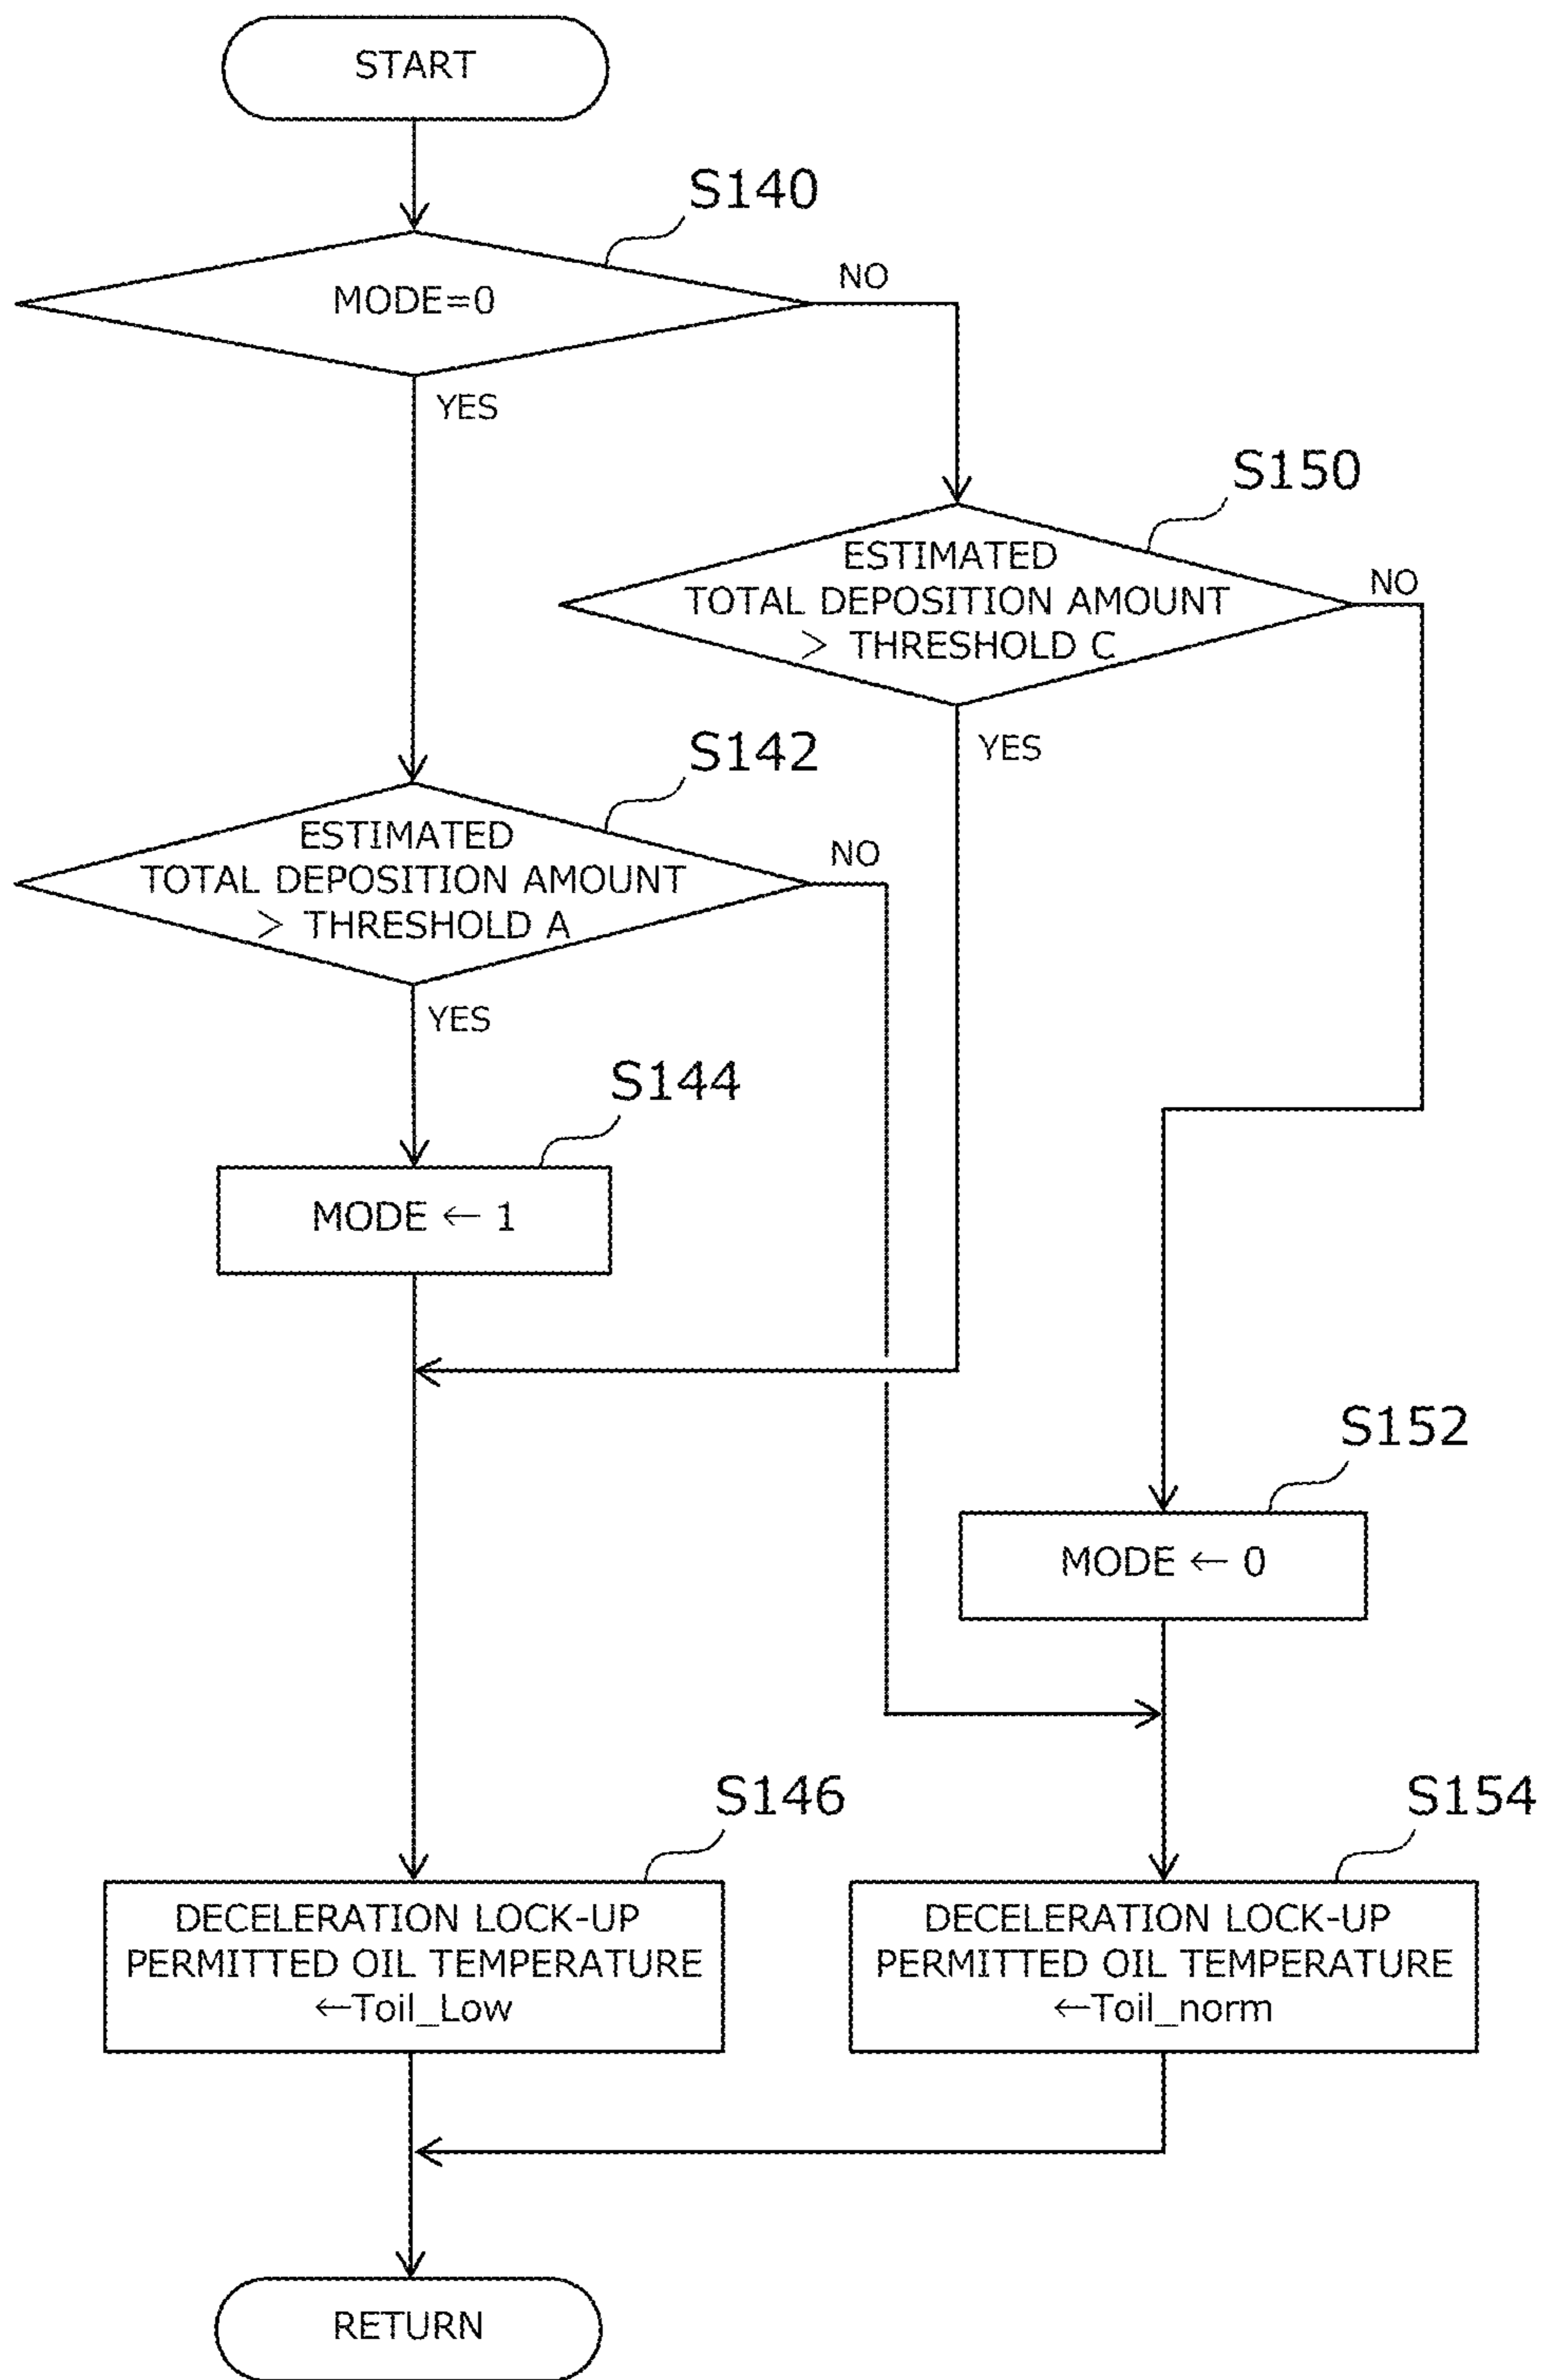 START
S140
MODE=0
NO
YES
S150
ESTIMATED
TOTAL DEPOSITION AMOUNT
> THRESHOLD C
NO
YES
S142
ESTIMATED
TOTAL DEPOSITION AMOUNT
> THRESHOLD A
NO
YES
S144
MODE ← 1
S152
MODE ← 0
S146
DECELERATION LOCK-UP
PERMITTED OIL TEMPERATURE
←Toil_Low
S154
DECELERATION LOCK-UP
PERMITTED OIL TEMPERATURE
←Toil_norm
RETURN